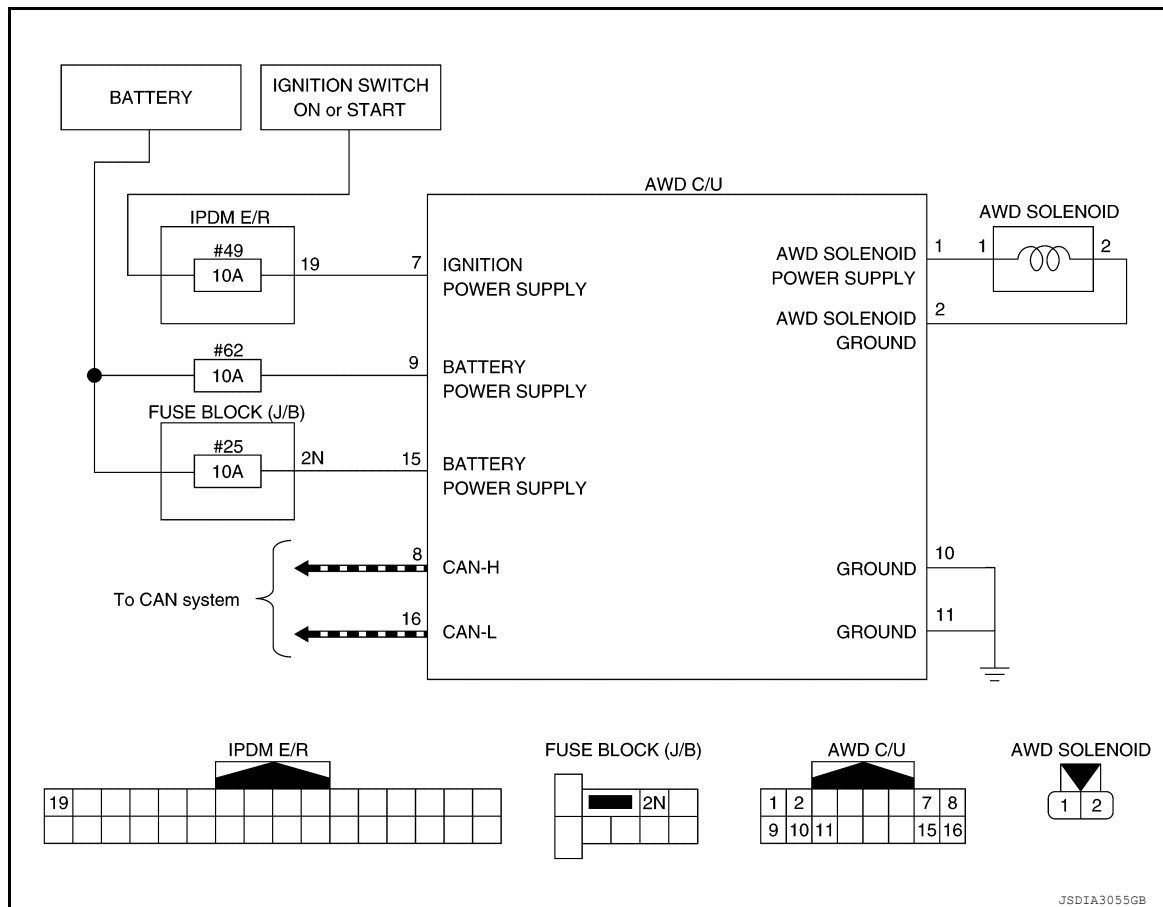 BATTERY
IGNITION SWITCH
ON or START
AWD C/U
IPDM E/R
#49
10A
19
7
IGNITION
POWER SUPPLY
AWD SOLENOID
POWER SUPPLY
1
AWD SOLENOID
1
2
AWD SOLENOID
GROUND
2
#62
10A
9
BATTERY
POWER SUPPLY
FUSE BLOCK (J/B)
#25
10A
2N
15
BATTERY
POWER SUPPLY
To CAN system
8
CAN-H
16
CAN-L
GROUND
10
GROUND
11
IPDM E/R
19
FUSE BLOCK (J/B)
2N
AWD C/U
1 2 7 8
9 10 11 15 16
AWD SOLENOID
1 2
JSDIA3055GB